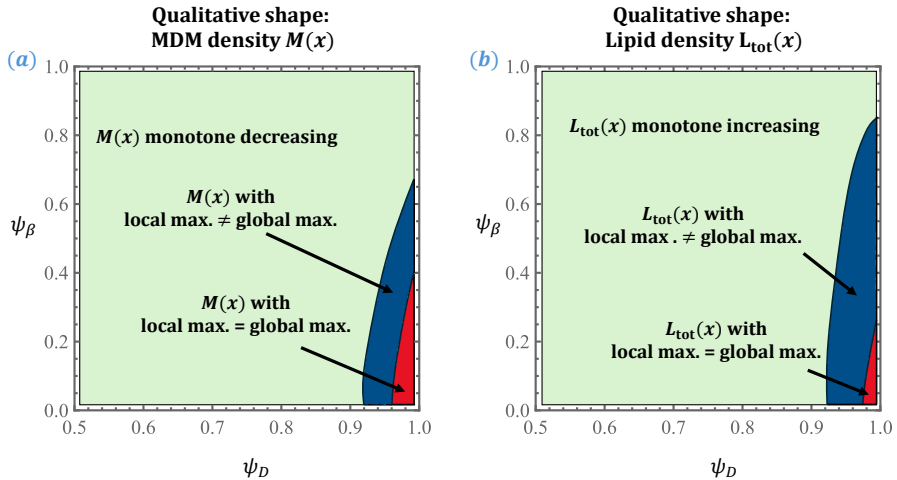 Qualitative shape:
MDM density M(x)
(a)
1.0
0.8
0.6
0.4
0.2
0.0
ψβ
M(x) monotone decreasing
M(x) with
local max. ≠ global max.
M(x) with
local max. = global max.
0.5 0.6 0.7 0.8 0.9 1.0
ψD
Qualitative shape:
Lipid density Ltot(x)
(b)
1.0
0.8
0.6
0.4
0.2
0.0
ψβ
Ltot(x) monotone increasing
Ltot(x) with
local max . ≠ global max.
Ltot(x) with
local max. = global max.
0.5 0.6 0.7 0.8 0.9 1.0
ψD